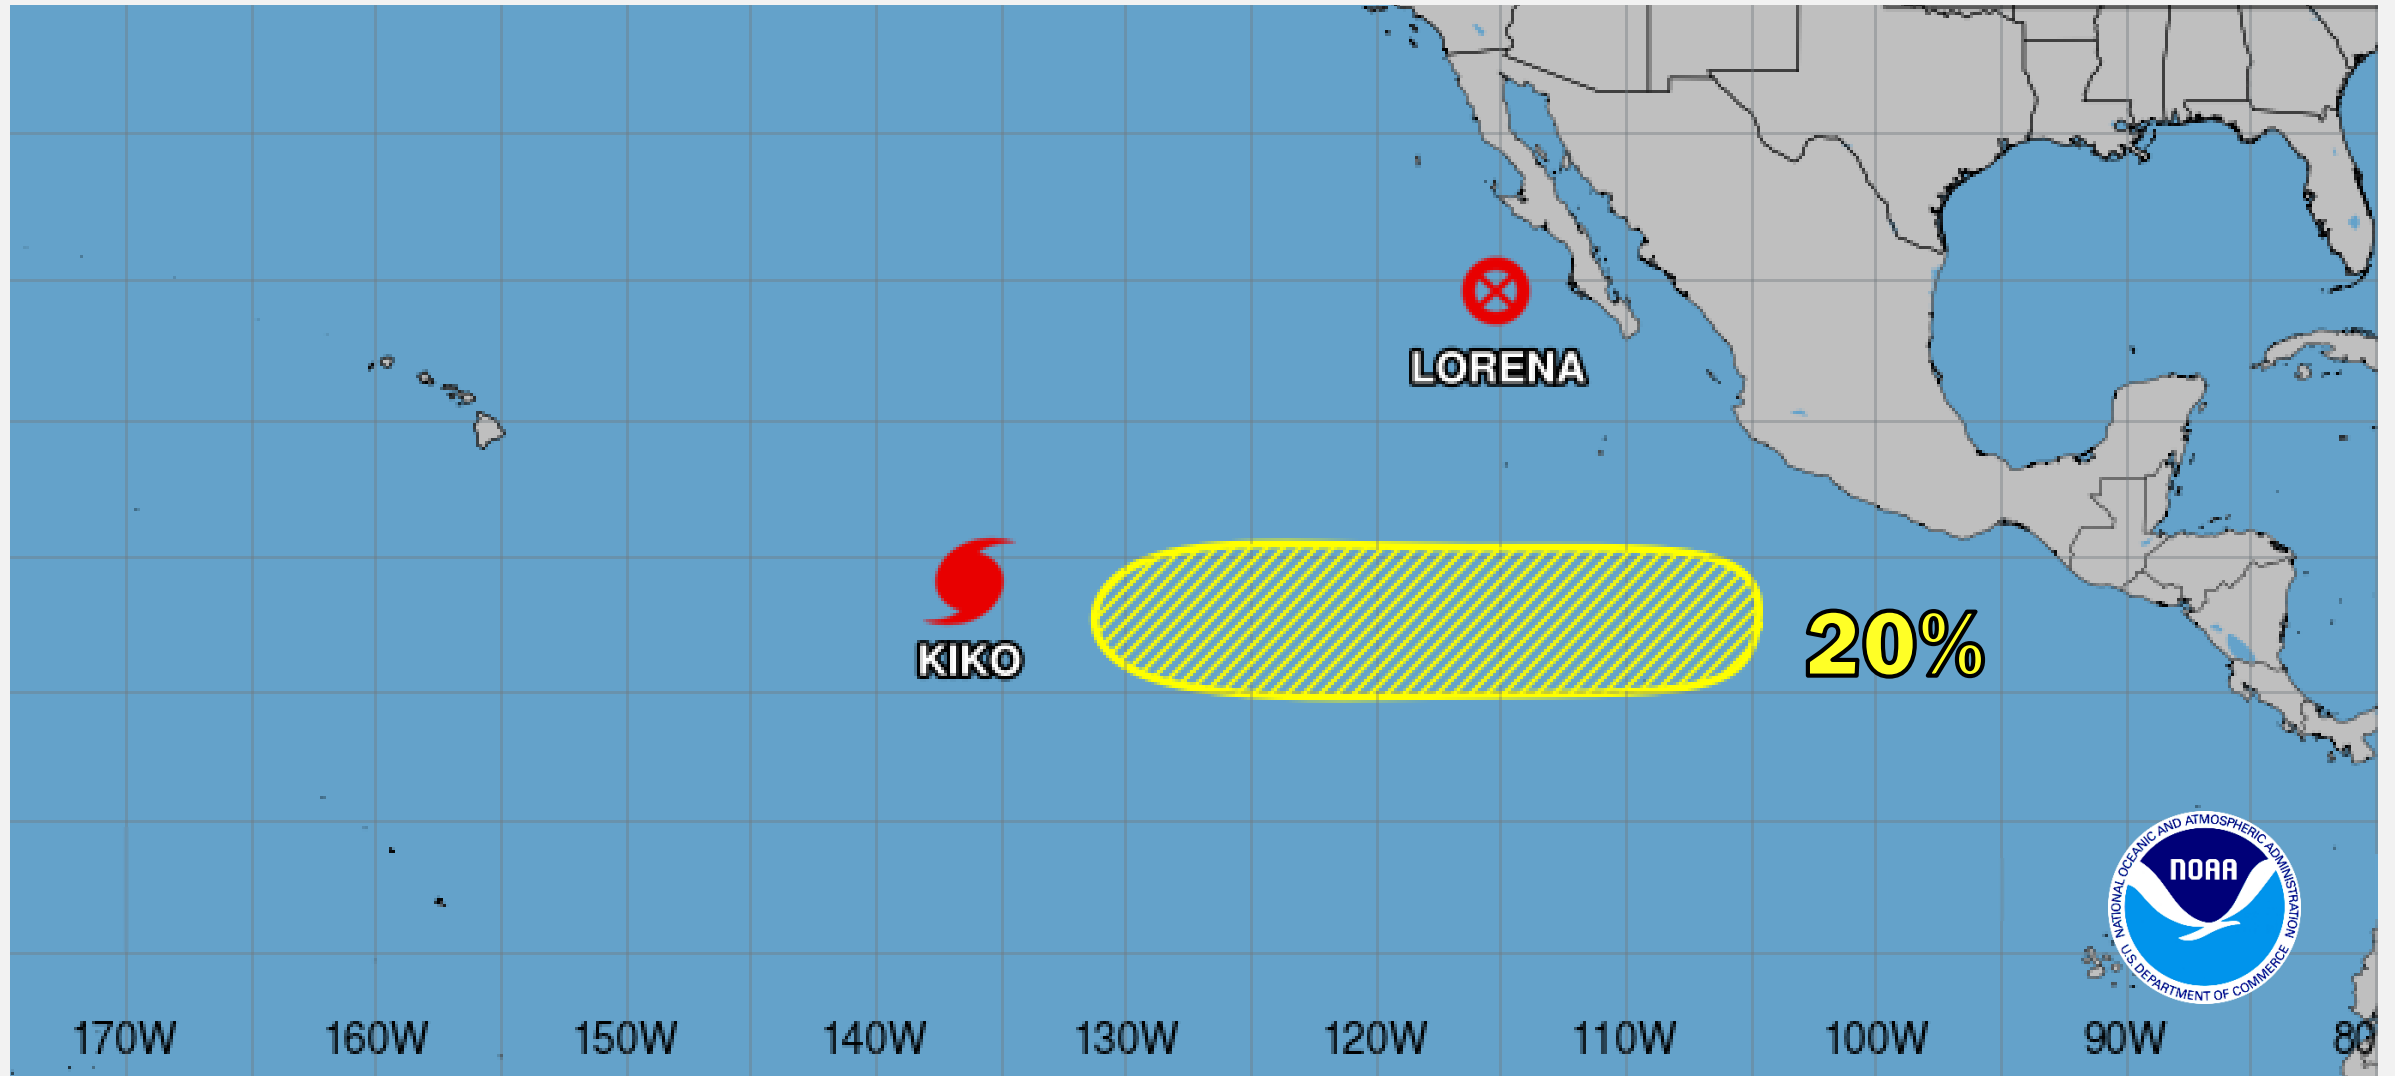 LORENA
KIKO
20%
NATIONAL OCEANIC AND ATMOSPHERIC ADMINISTRATION
NOAA
U.S. DEPARTMENT OF COMMERCE
170W 160W 150W 140W 130W 120W 110W 100W 90W 80